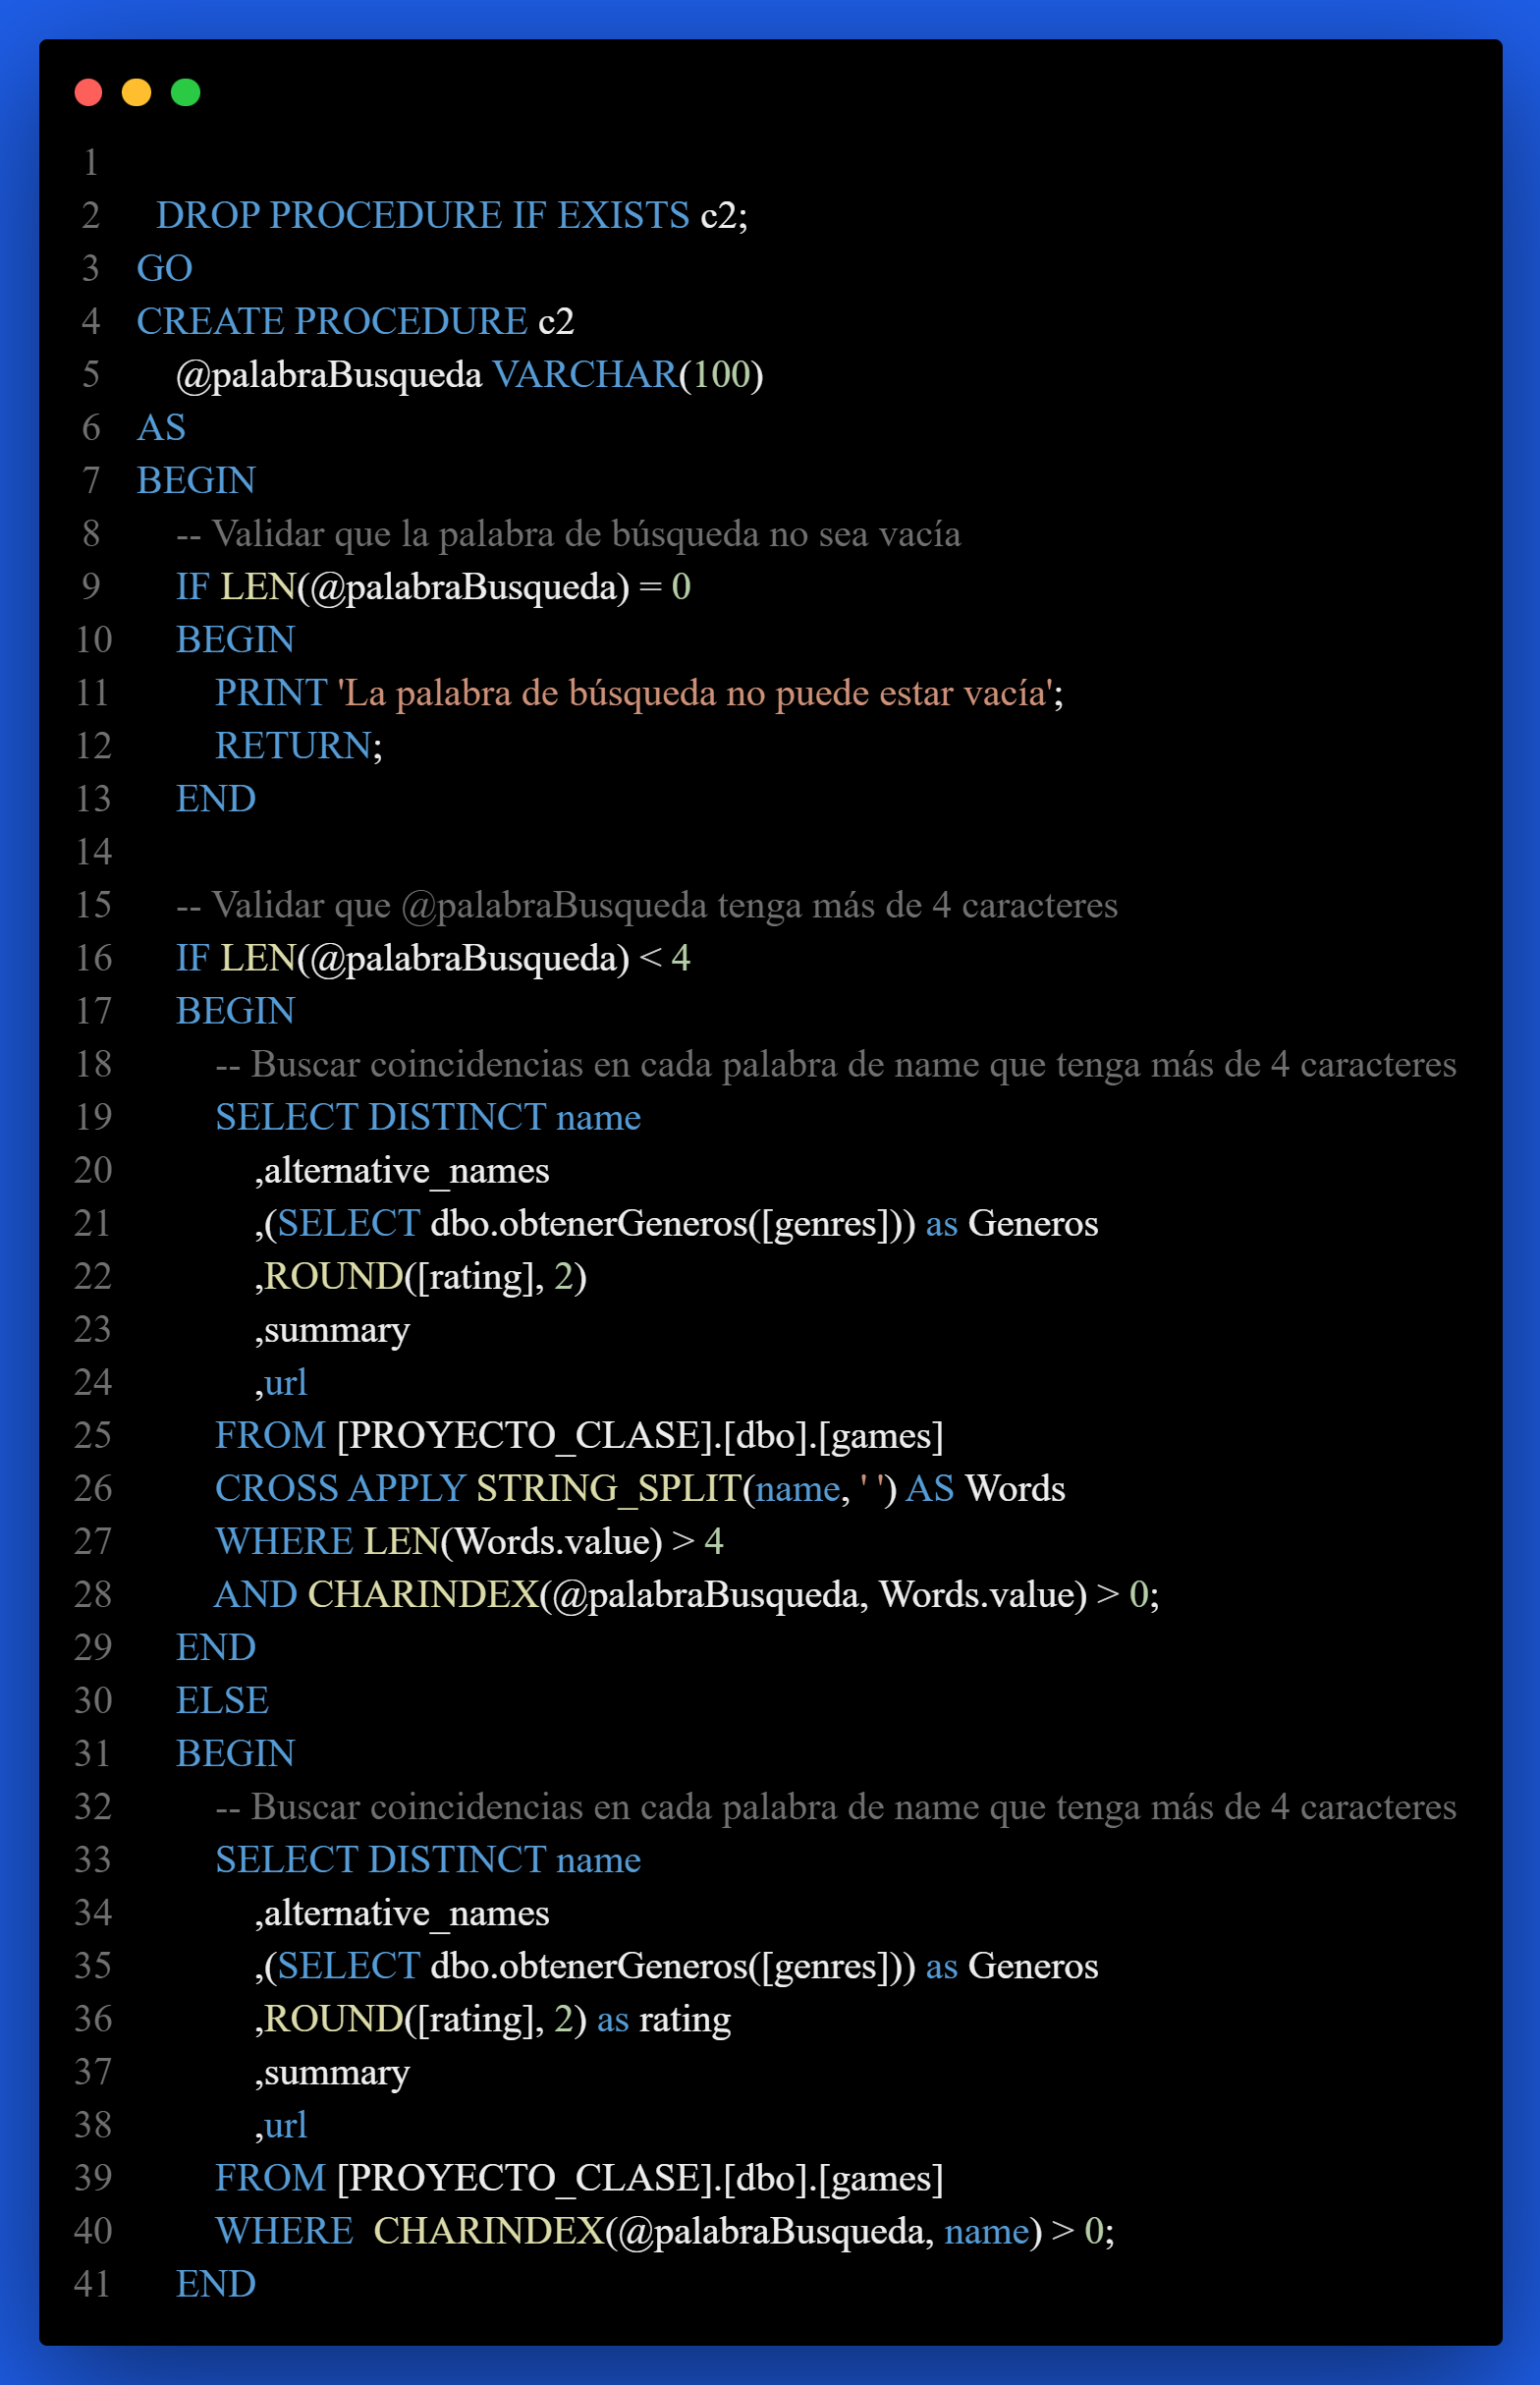 1
2 DROP PROCEDURE IF EXISTS c2;
3 GO
4 CREATE PROCEDURE c2
5 @palabraBusqueda VARCHAR(100)
6 AS
7 BEGIN
8 -- Validar que la palabra de búsqueda no sea vacía
9 IF LEN(@palabraBusqueda) = 0
10 BEGIN
11 PRINT 'La palabra de búsqueda no puede estar vacía';
12 RETURN;
13 END
14
15 -- Validar que @palabraBusqueda tenga más de 4 caracteres
16 IF LEN(@palabraBusqueda) < 4
17 BEGIN
18 -- Buscar coincidencias en cada palabra de name que tenga más de 4 caracteres
19 SELECT DISTINCT name
20 ,alternative_names
21 ,(SELECT dbo.obtenerGeneros([genres])) as Generos
22 ,ROUND([rating], 2)
23 ,summary
24 ,url
25 FROM [PROYECTO_CLASE].[dbo].[games]
26 CROSS APPLY STRING_SPLIT(name, ' ') AS Words
27 WHERE LEN(Words.value) > 4
28 AND CHARINDEX(@palabraBusqueda, Words.value) > 0;
29 END
30 ELSE
31 BEGIN
32 -- Buscar coincidencias en cada palabra de name que tenga más de 4 caracteres
33 SELECT DISTINCT name
34 ,alternative_names
35 ,(SELECT dbo.obtenerGeneros([genres])) as Generos
36 ,ROUND([rating], 2) as rating
37 ,summary
38 ,url
39 FROM [PROYECTO_CLASE].[dbo].[games]
40 WHERE  CHARINDEX(@palabraBusqueda, name) > 0;
41 END